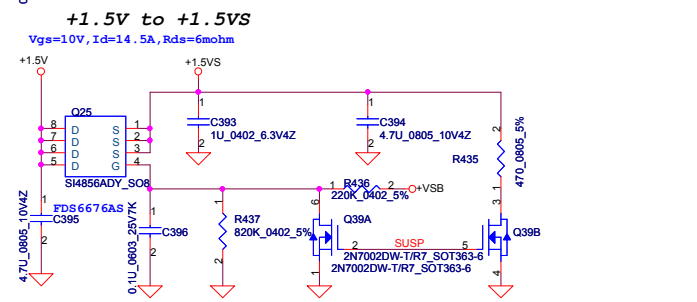 +1.5V to +1.5VS
Vgs=10V,Id=14.5A,Rds=6mohm
+1.5V
+1.5VS
Q25
8 D S 1
7 D S 2
6 D S 3
5 D G 4
SI4856ADY_SO8
FDS6676AS
1
C393
1U_0402_6.3V4Z
2
1
C394
4.7U_0805_10V4Z
2
2
R435
470_0805_5%
1
1
C395
4.7U_0805_10V4Z
2
1
C396
0.1U_0603_25V7K
2
1
R437
820K_0402_5%
2
1
R436
2
220K_0402_5%
+VSB
6
Q39A
2
1
SUSP
2N7002DW-T/R7_SOT363-6
3
Q39B
5
4
2N7002DW-T/R7_SOT363-6